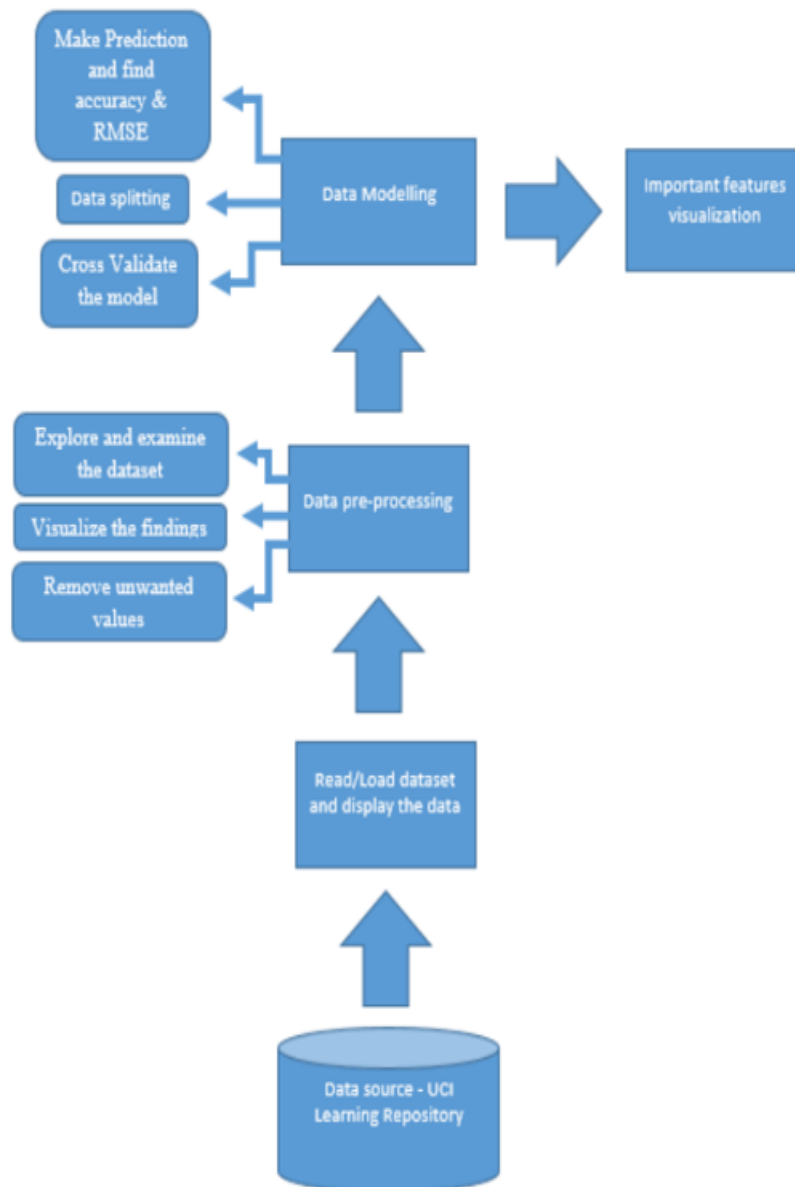 Make Prediction
and find
accuracy &
RMSE
Data splitting
Cross Validate
the model
Data Modelling
Important features
visualization
Explore and examine
the dataset
Visualize the findings
Remove unwanted
values
Data pre-processing
Read/Load dataset
and display the data
Data source - UCI
Learning Repository